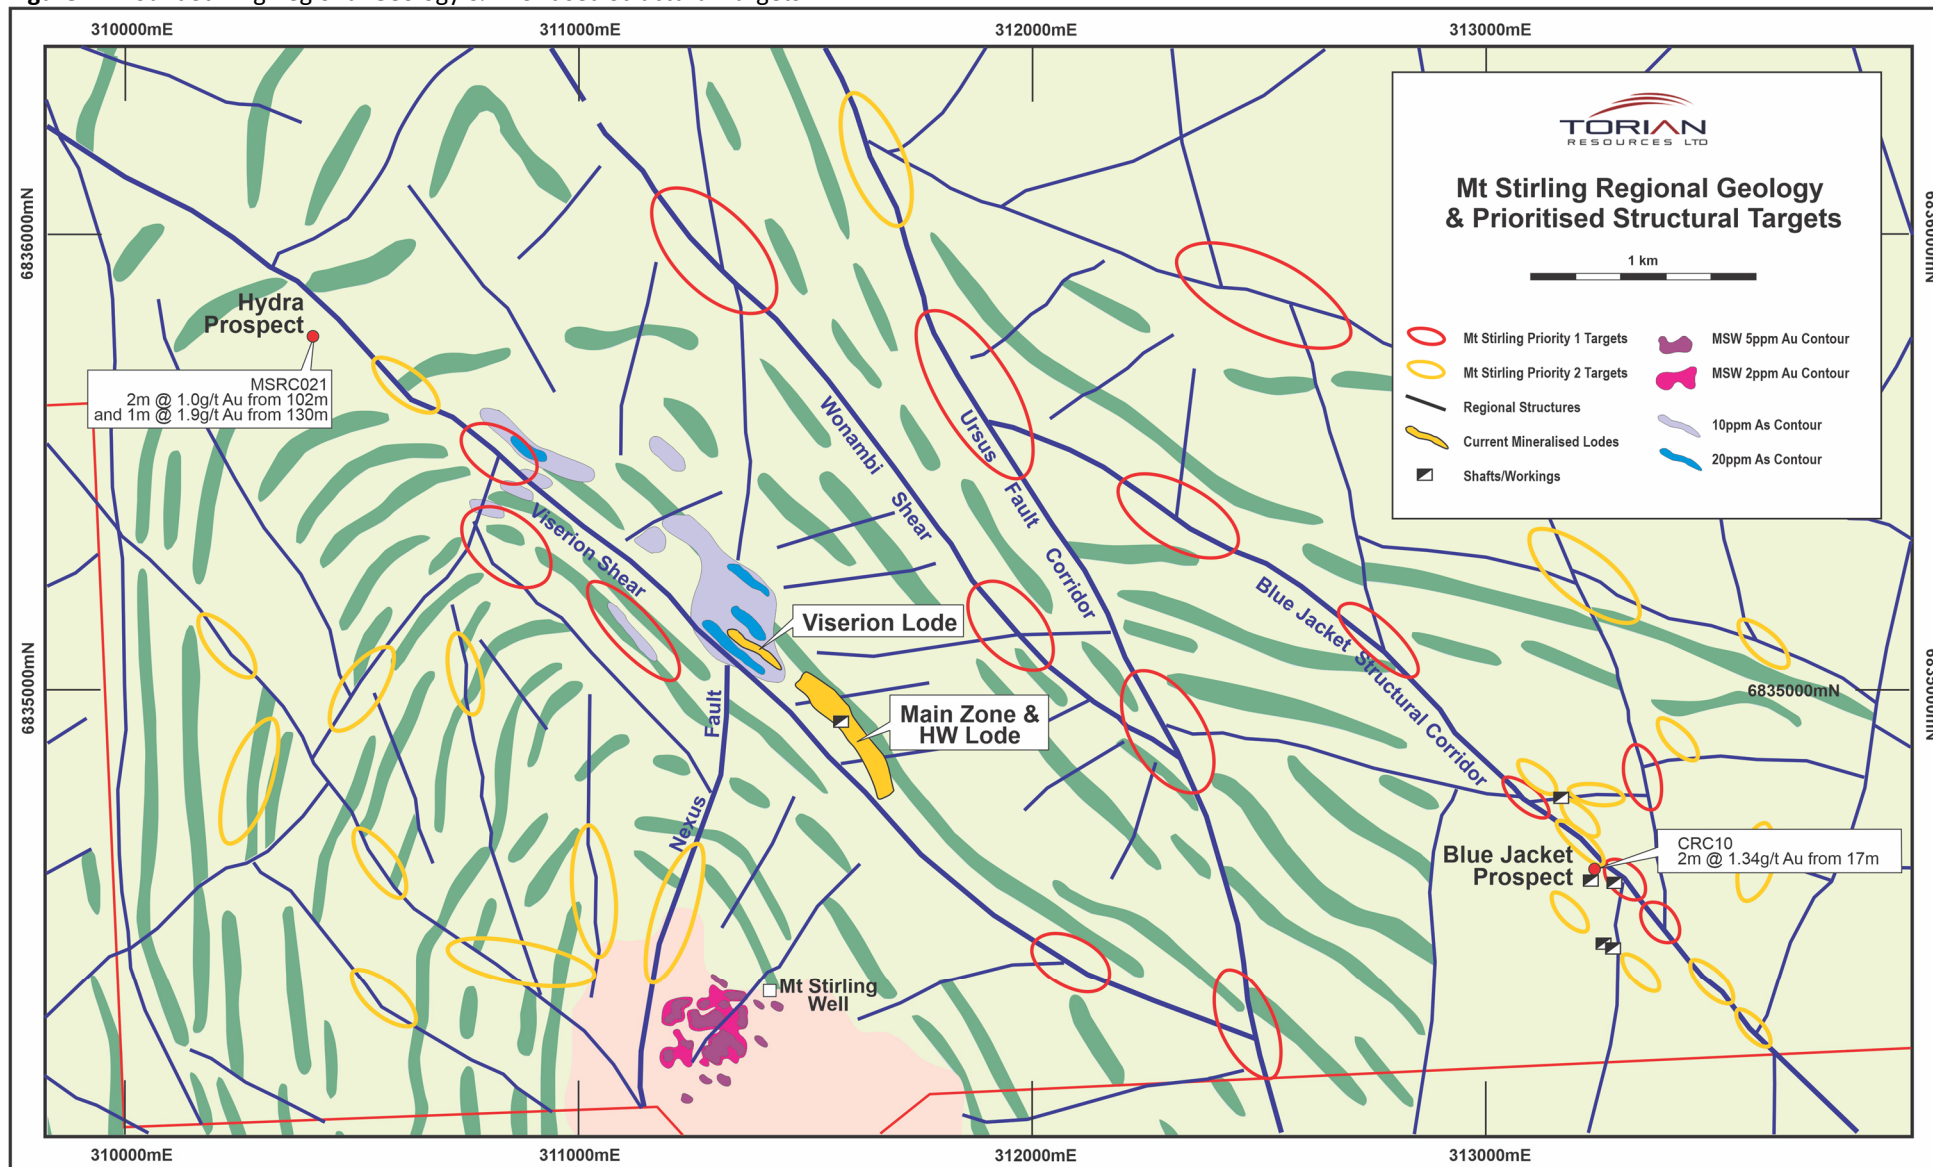 310000mE
311000mE
312000mE
313000mE
TORIAN
RESOURCES LTD
Mt Stirling Regional Geology
& Prioritised Structural Targets
1 km
Mt Stirling Priority 1 Targets
Mt Stirling Priority 2 Targets
Regional Structures
Current Mineralised Lodes
Shafts/Workings
MSW 5ppm Au Contour
MSW 2ppm Au Contour
10ppm As Contour
20ppm As Contour
6836000mN
6836000mN
Hydra
Prospect
MSRC021
2m @ 1.0g/t Au from 102m
and 1m @ 1.9g/t Au from 130m
Wonambi
Shear
Ursus
Fault
Corridor
Viserion Shear
Blue Jacket Structural Corridor
Viserion Lode
Main Zone &
HW Lode
6835000mN
6835000mN
6835000mN
Fault
Nexus
CRC10
2m @ 1.34g/t Au from 17m
Blue Jacket
Prospect
Mt Stirling
Well
310000mE
311000mE
312000mE
313000mE